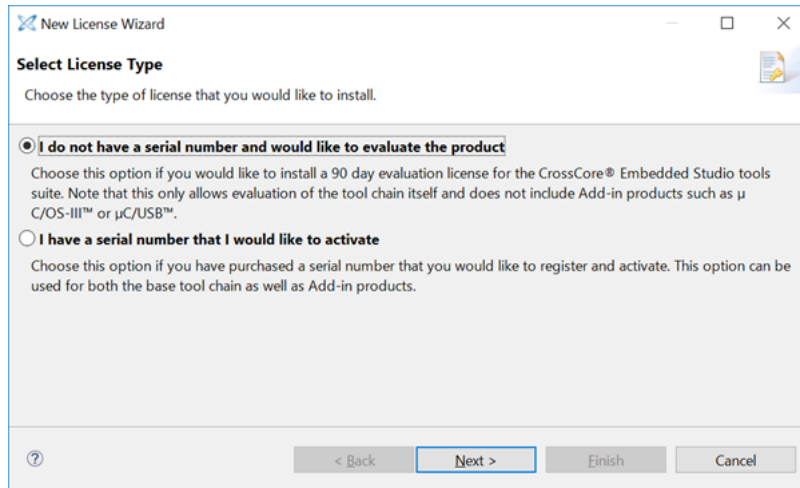 New License Wizard
Select License Type
Choose the type of license that you would like to install.
I do not have a serial number and would like to evaluate the product
Choose this option if you would like to install a 90 day evaluation license for the CrossCore® Embedded Studio tools
suite. Note that this only allows evaluation of the tool chain itself and does not include Add-in products such as µ
C/OS-III™ or µC/USB™.
I have a serial number that I would like to activate
Choose this option if you have purchased a serial number that you would like to register and activate. This option can be
used for both the base tool chain as well as Add-in products.
? < Back Next > Finish Cancel